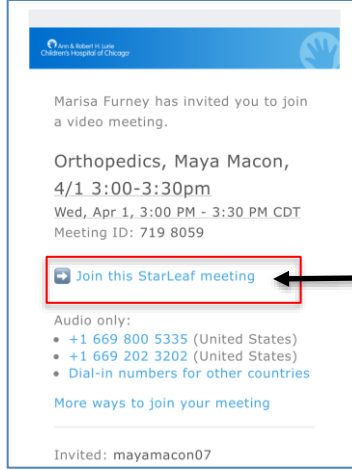 Ann & Robert H. Lurie
Children's Hospital of Chicago
Marisa Furney has invited you to join
a video meeting.
Orthopedics, Maya Macon,
4/1 3:00-3:30pm
Wed, Apr 1, 3:00 PM - 3:30 PM CDT
Meeting ID: 719 8059
Join this StarLeaf meeting
Audio only:
• +1 669 800 5335 (United States)
• +1 669 202 3202 (United States)
• Dial-in numbers for other countries
More ways to join your meeting
Invited: mayamacon07